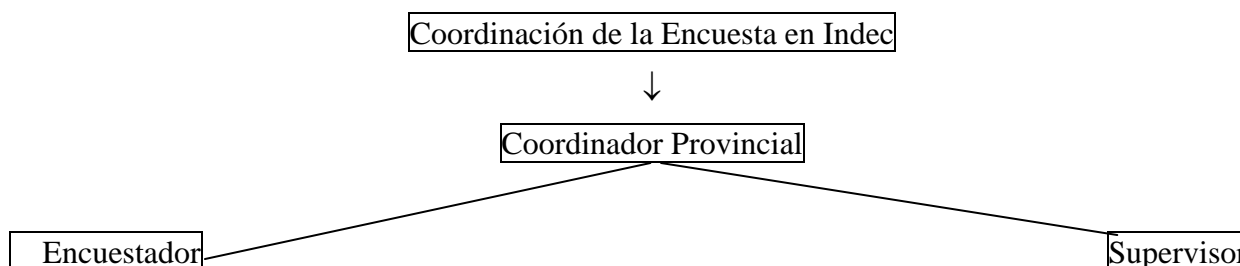 Coordinación de la Encuesta en Indec
↓
Coordinador Provincial
Encuestador
Supervisor